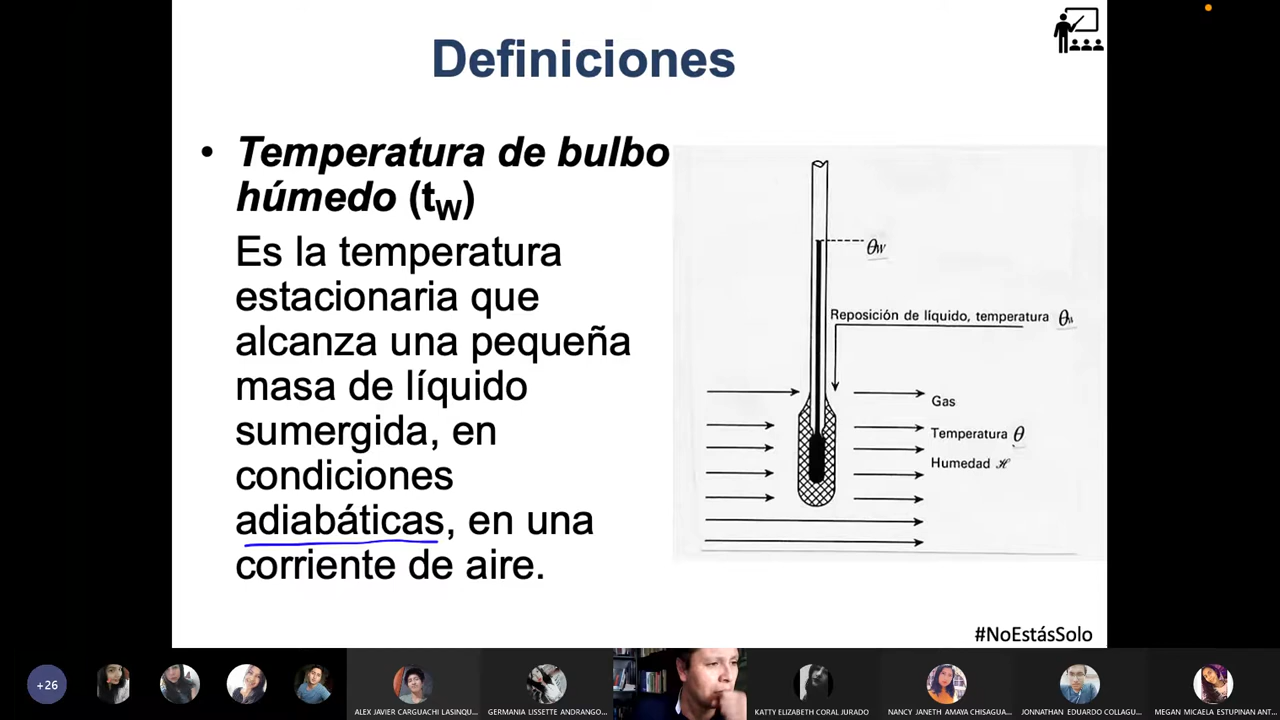 Definiciones
• Temperatura de bulbo
húmedo (tw)
Es la temperatura
estacionaria que
alcanza una pequeña
masa de líquido
sumergida, en
condiciones
adiabáticas, en una
corriente de aire.
θw
Reposición de líquido, temperatura
Gas
Temperatura θ
Humedad ℋ
#NoEstásSolo
+26
ALEX JAVIER CARGUACHI LASINQU...
GERMANIA LISSETTE ANDRANGO...
KATTY ELIZABETH CORAL JURADO
NANCY JANETH AMAYA CHISAGUA...
JONNATHAN EDUARDO COLLAGU...
MEGAN MICAELA ESTUPINAN ANT...